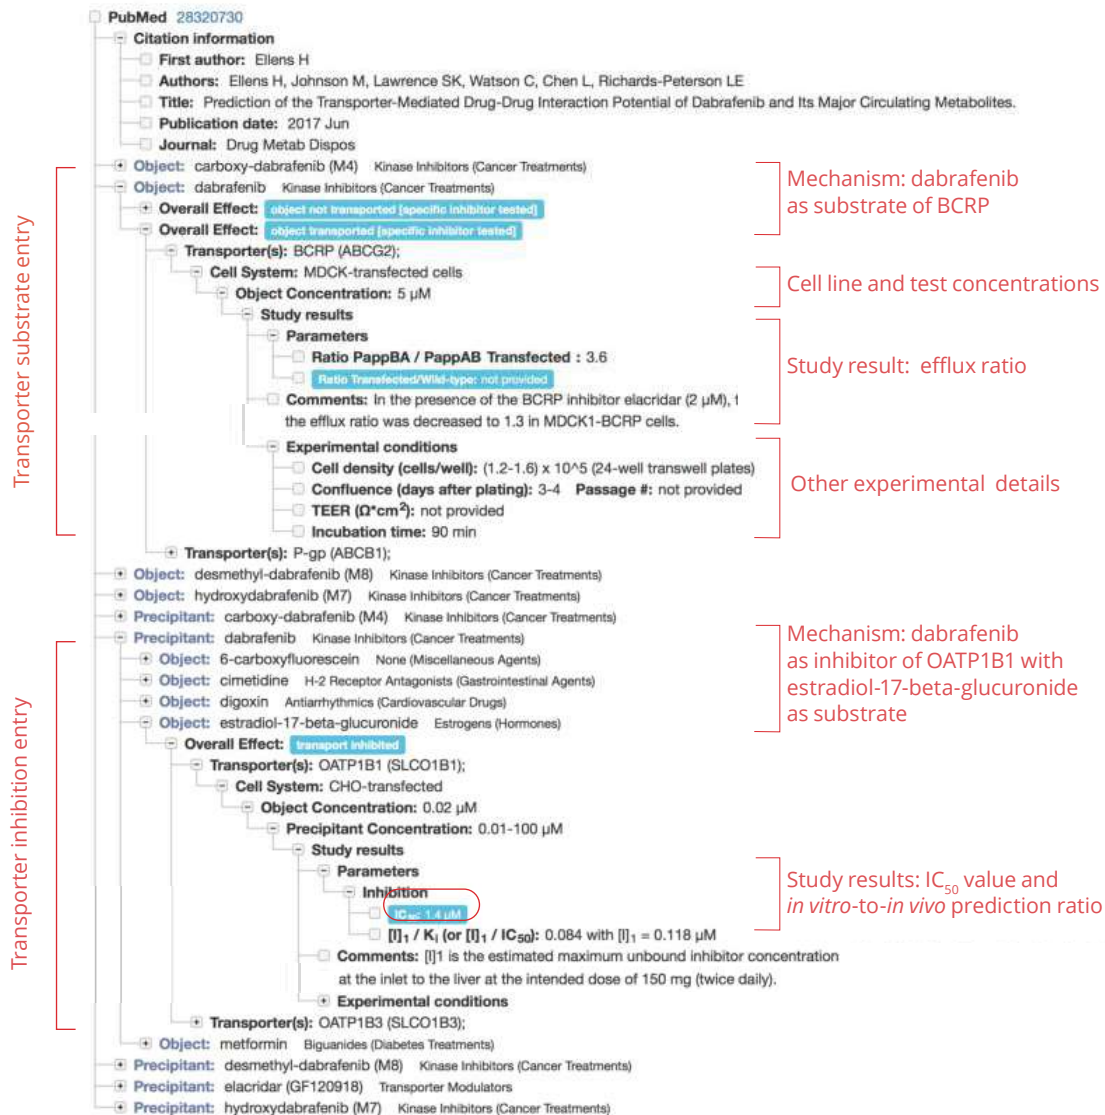 PubMed 28320730
Citation information
First author: Ellens H
Authors: Ellens H, Johnson M, Lawrence SK, Watson C, Chen L, Richards-Peterson LE
Title: Prediction of the Transporter-Mediated Drug-Drug Interaction Potential of Dabrafenib and Its Major Circulating Metabolites.
Publication date: 2017 Jun
Journal: Drug Metab Dispos
Transporter substrate entry
Object: carboxy-dabrafenib (M4) Kinase Inhibitors (Cancer Treatments)
Object: dabrafenib Kinase Inhibitors (Cancer Treatments)
Overall Effect: object not transported [specific inhibitor tested]
Overall Effect: object transported [specific inhibitor tested]
Mechanism: dabrafenib
as substrate of BCRP
Transporter(s): BCRP (ABCG2);
Cell System: MDCK-transfected cells
Object Concentration: 5 µM
Cell line and test concentrations
Study results
Parameters
Ratio PappBA / PappAB Transfected : 3.6
Ratio Transfected/Wild-type: not provided
Comments: In the presence of the BCRP inhibitor elacridar (2 µM), t
the efflux ratio was decreased to 1.3 in MDCK1-BCRP cells.
Study result: efflux ratio
Experimental conditions
Cell density (cells/well): (1.2-1.6) x 10^5 (24-well transwell plates)
Confluence (days after plating): 3-4 Passage #: not provided
TEER (Ω*cm²): not provided
Incubation time: 90 min
Other experimental details
Transporter(s): P-gp (ABCB1);
Object: desmethyl-dabrafenib (M8) Kinase Inhibitors (Cancer Treatments)
Object: hydroxydabrafenib (M7) Kinase Inhibitors (Cancer Treatments)
Precipitant: carboxy-dabrafenib (M4) Kinase Inhibitors (Cancer Treatments)
Transporter inhibition entry
Precipitant: dabrafenib Kinase Inhibitors (Cancer Treatments)
Object: 6-carboxyfluorescein None (Miscellaneous Agents)
Object: cimetidine H-2 Receptor Antagonists (Gastrointestinal Agents)
Object: digoxin Antiarrhythmics (Cardiovascular Drugs)
Object: estradiol-17-beta-glucuronide Estrogens (Hormones)
Mechanism: dabrafenib
as inhibitor of OATP1B1 with
estradiol-17-beta-glucuronide
as substrate
Overall Effect: transport inhibited
Transporter(s): OATP1B1 (SLCO1B1);
Cell System: CHO-transfected
Object Concentration: 0.02 µM
Precipitant Concentration: 0.01-100 µM
Study results
Parameters
Inhibition
IC₅₀: 1.4 µM
[I]₁ / Kᵢ (or [I]₁ / IC₅₀): 0.084 with [I]₁ = 0.118 µM
Study results: IC₅₀ value and
in vitro-to-in vivo prediction ratio
Comments: [I]1 is the estimated maximum unbound inhibitor concentration
at the inlet to the liver at the intended dose of 150 mg (twice daily).
Experimental conditions
Transporter(s): OATP1B3 (SLCO1B3);
Object: metformin Biguanides (Diabetes Treatments)
Precipitant: desmethyl-dabrafenib (M8) Kinase Inhibitors (Cancer Treatments)
Precipitant: elacridar (GF120918) Transporter Modulators
Precipitant: hydroxydabrafenib (M7) Kinase Inhibitors (Cancer Treatments)